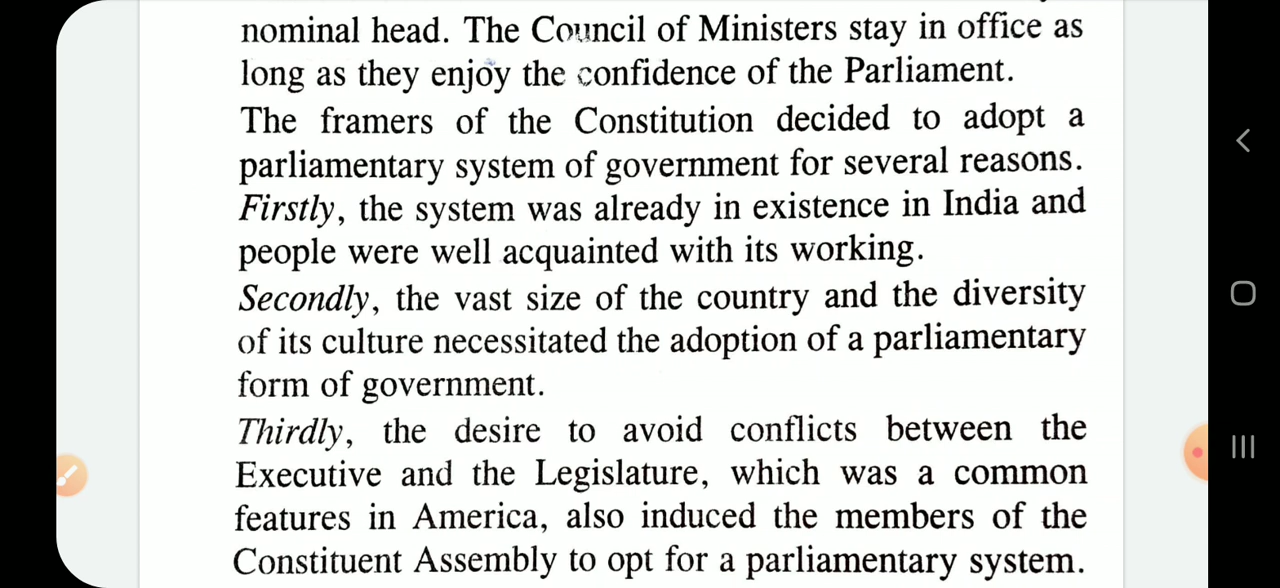 nominal head. The Council of Ministers stay in office as
long as they enjoy the confidence of the Parliament.
The framers of the Constitution decided to adopt a
parliamentary system of government for several reasons.
Firstly, the system was already in existence in India and
people were well acquainted with its working.
Secondly, the vast size of the country and the diversity
of its culture necessitated the adoption of a parliamentary
form of government.
Thirdly, the desire to avoid conflicts between the
Executive and the Legislature, which was a common
features in America, also induced the members of the
Constituent Assembly to opt for a parliamentary system.